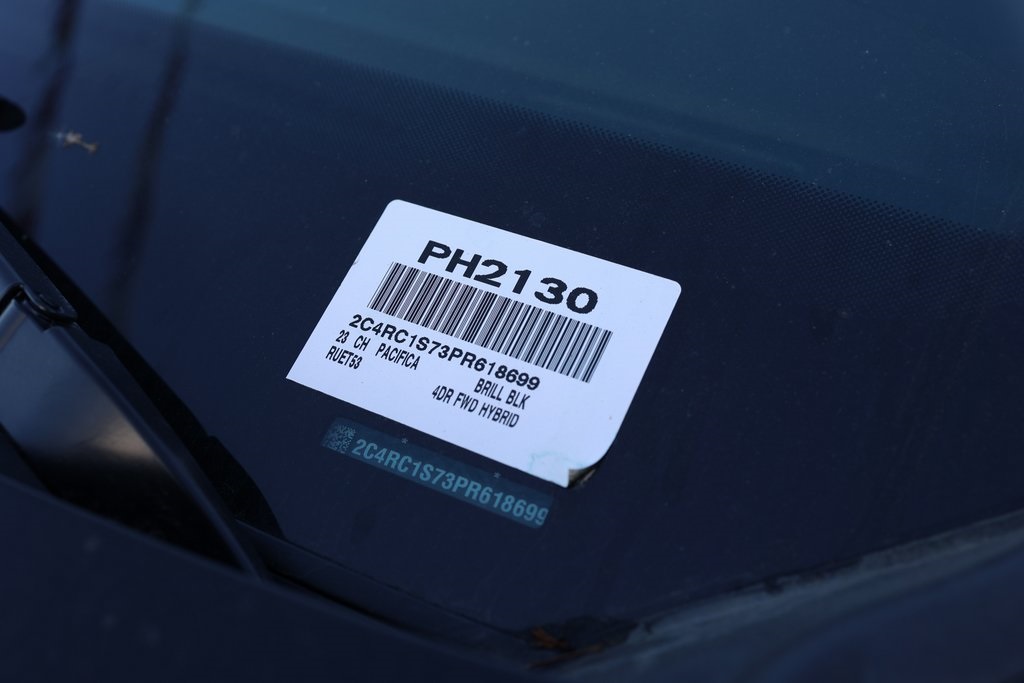 PH2130
2C4RC1S73PR618699
23 CH PACIFICA BRILL BLK
RUET53 4DR FWD HYBRID
2C4RC1S73PR618699